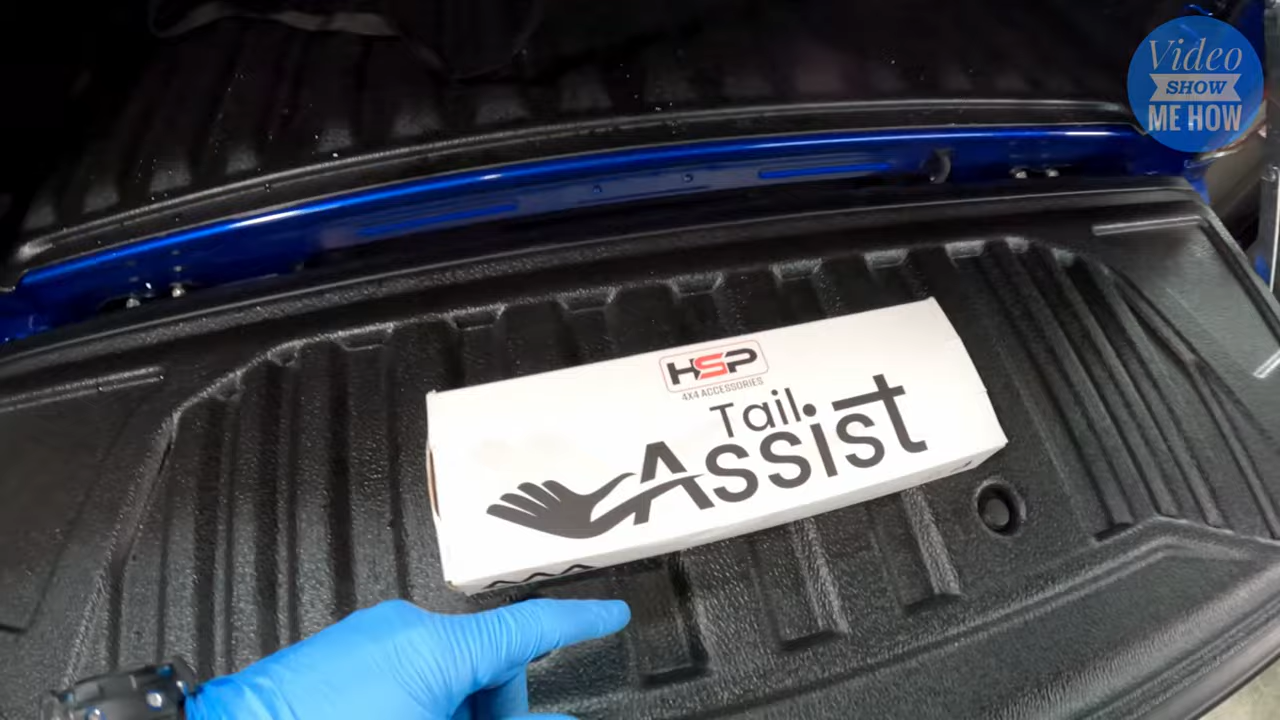 Video
SHOW
ME HOW
HSP
4X4 ACCESSORIES
Tail
Assist